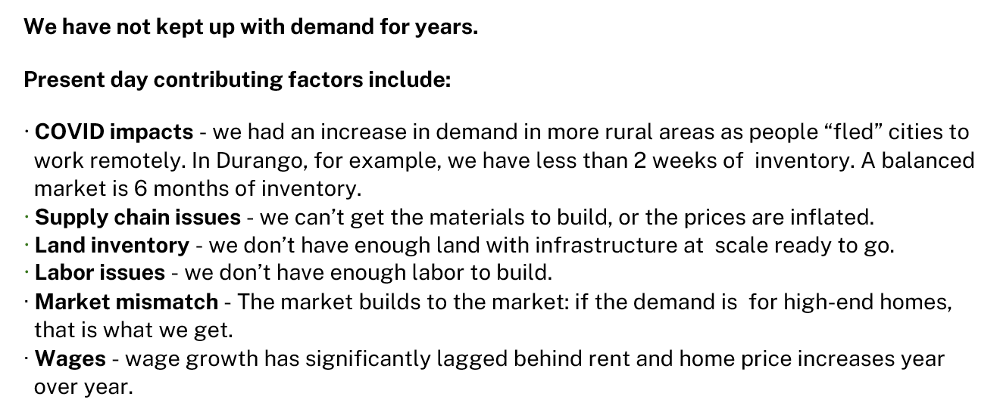 We have not kept up with demand for years.
Present day contributing factors include:
· COVID impacts - we had an increase in demand in more rural areas as people “fled” cities to
work remotely. In Durango, for example, we have less than 2 weeks of  inventory. A balanced
market is 6 months of inventory.
· Supply chain issues - we can’t get the materials to build, or the prices are inflated.
· Land inventory - we don’t have enough land with infrastructure at  scale ready to go.
· Labor issues - we don’t have enough labor to build.
· Market mismatch - The market builds to the market: if the demand is  for high-end homes,
that is what we get.
· Wages - wage growth has significantly lagged behind rent and home price increases year
over year.